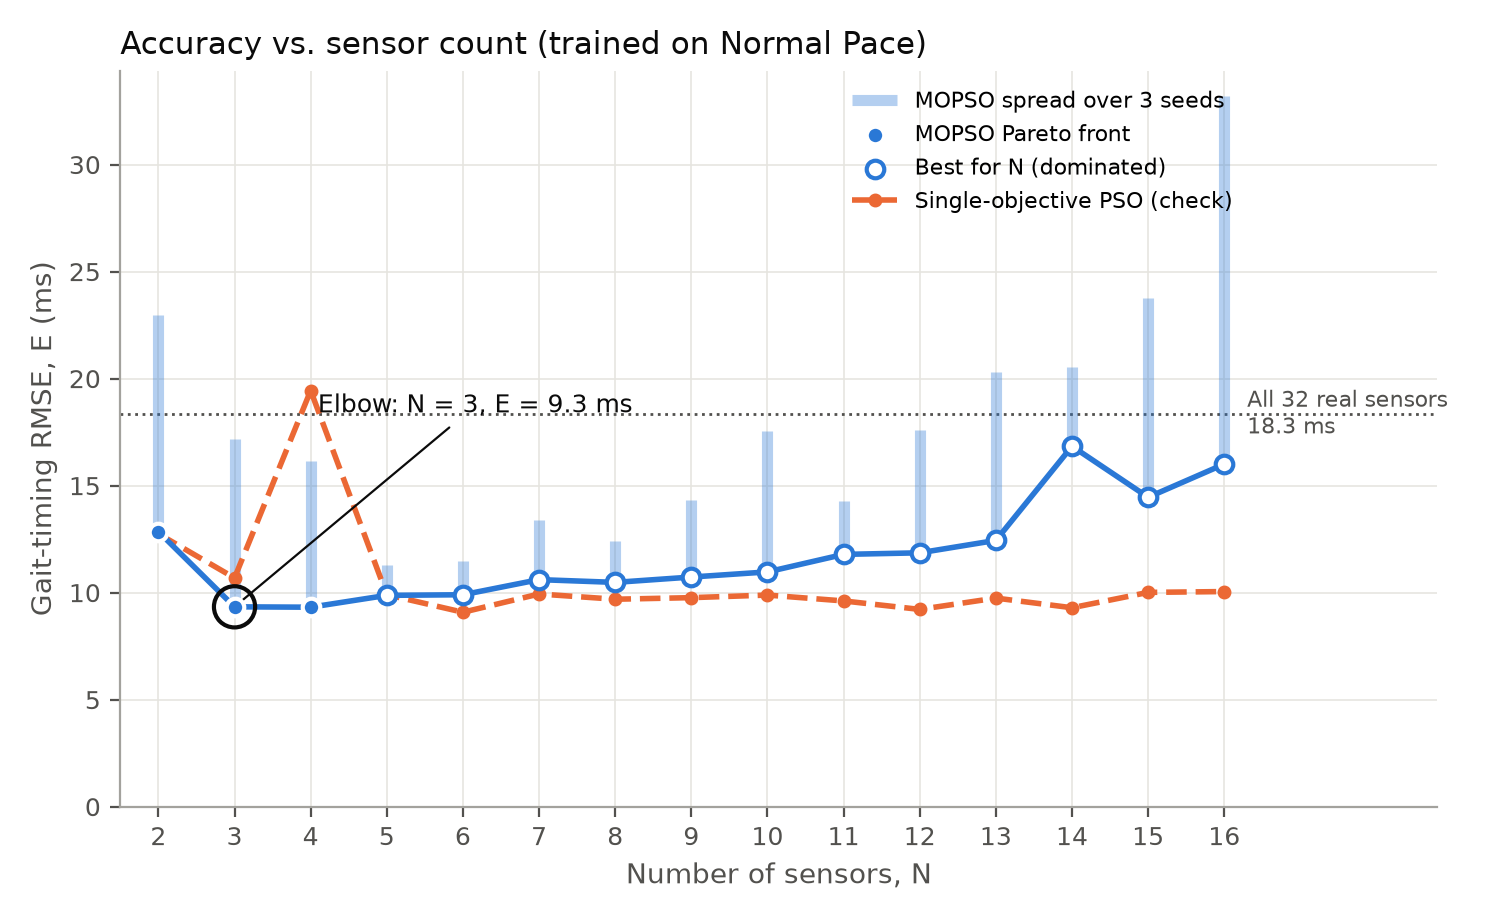 Accuracy vs. sensor count (trained on Normal Pace)
MOPSO spread over 3 seeds
MOPSO Pareto front
Best for N (dominated)
Single-objective PSO (check)
Gait-timing RMSE, E (ms)
30
25
20
15
10
5
0
Elbow: N = 3, E = 9.3 ms
All 32 real sensors
18.3 ms
2 3 4 5 6 7 8 9 10 11 12 13 14 15 16
Number of sensors, N